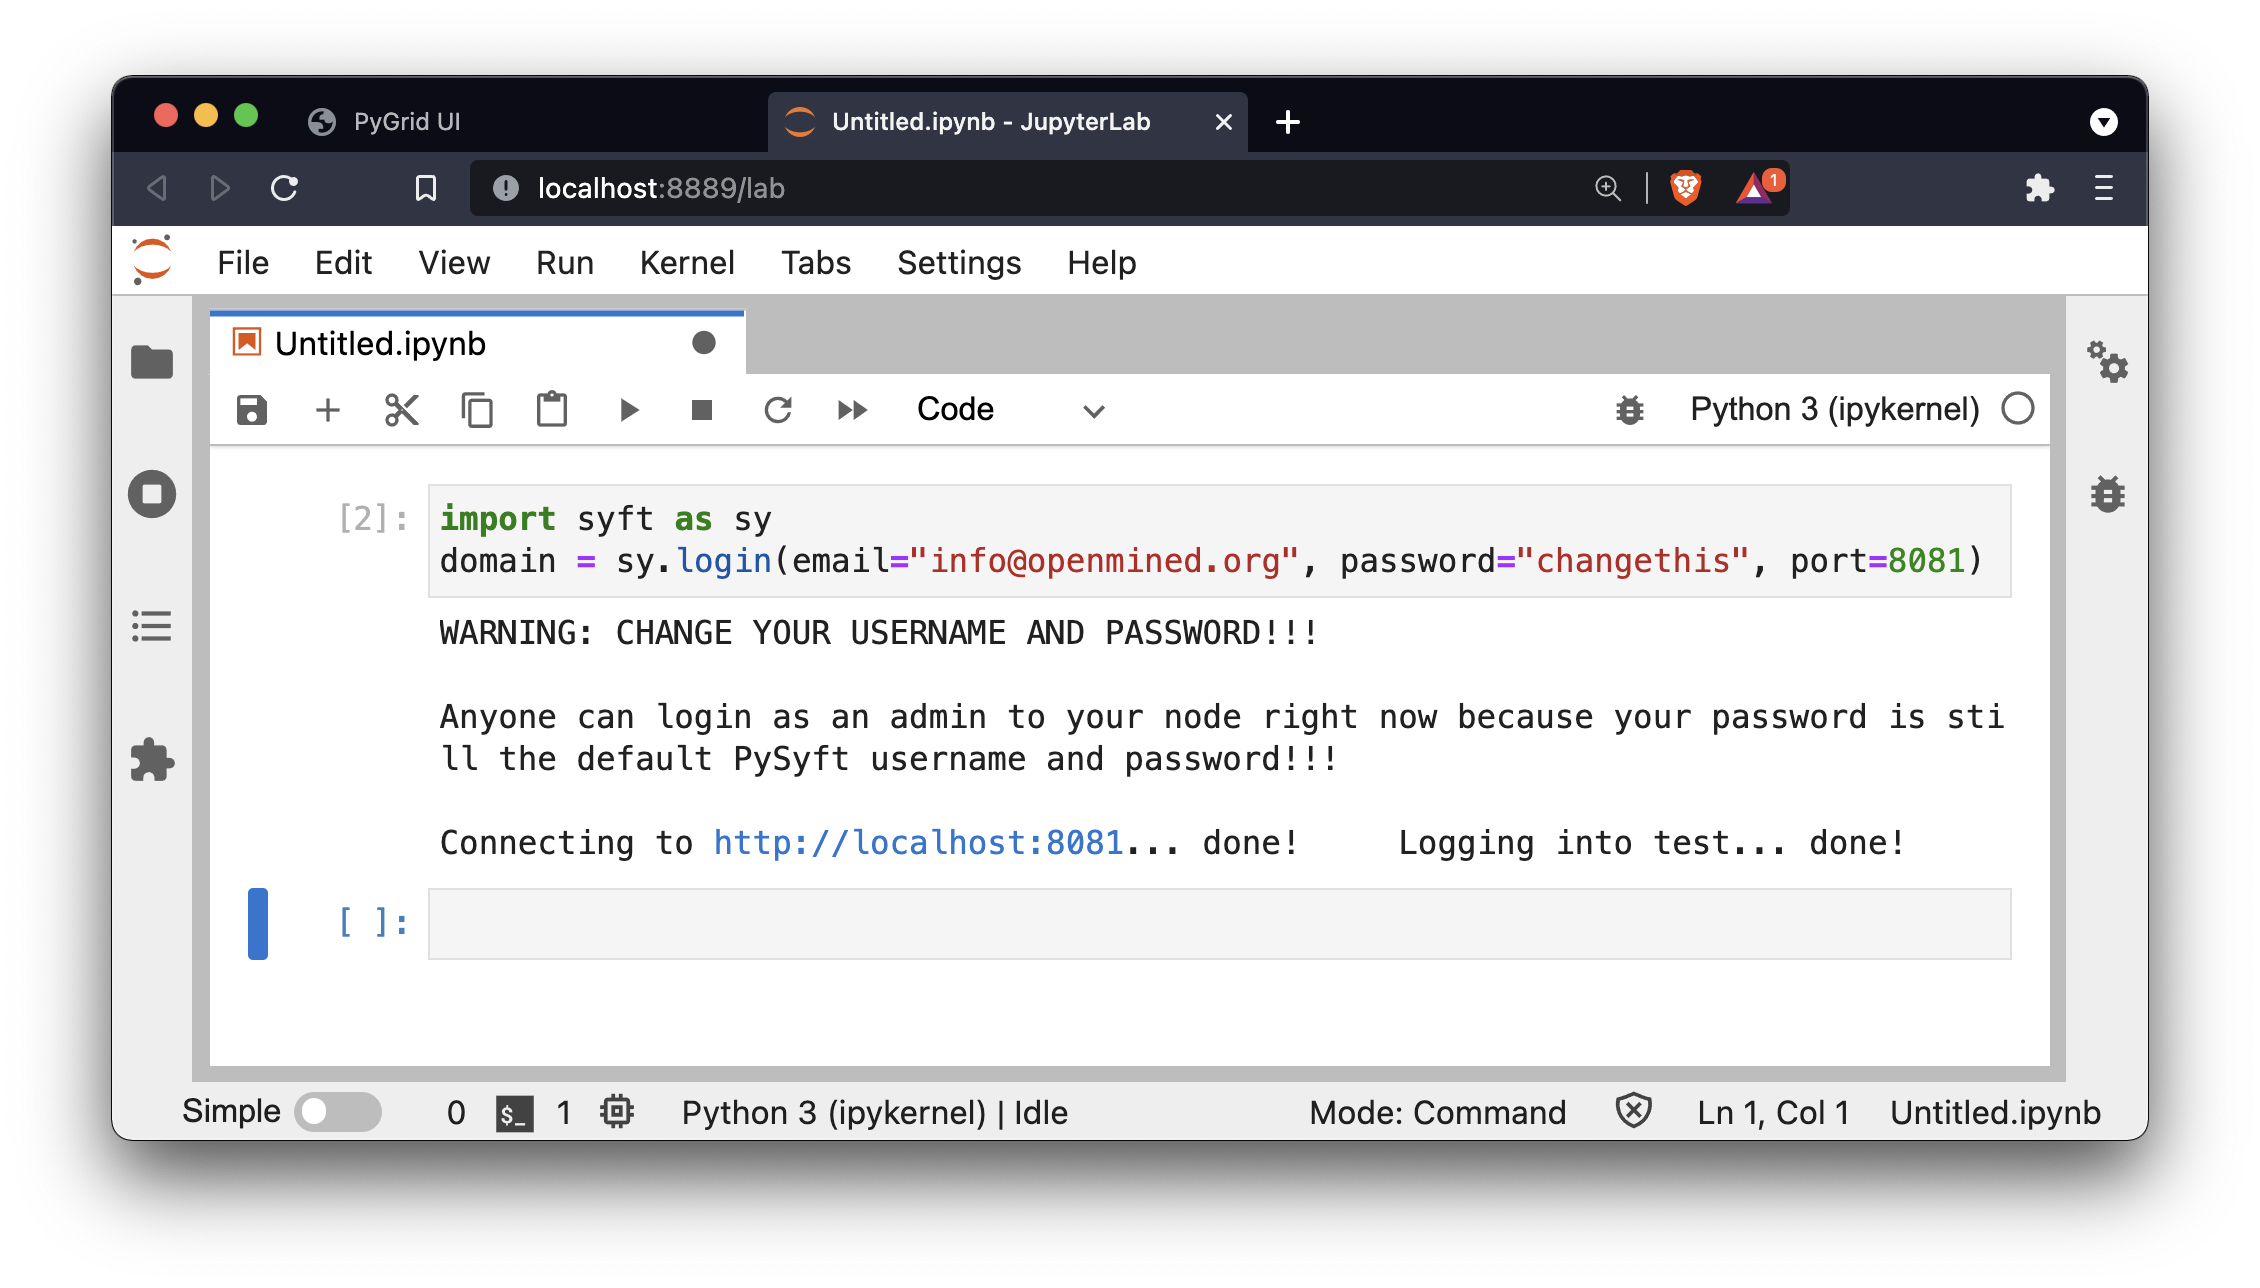 PyGrid UI
Untitled.ipynb - JupyterLab
localhost:8889/lab
1
File Edit View Run Kernel Tabs Settings Help
Untitled.ipynb
Code
Python 3 (ipykernel)
[2]:
import syft as sy
domain = sy.login(email="info@openmined.org", password="changethis", port=8081)
WARNING: CHANGE YOUR USERNAME AND PASSWORD!!!
Anyone can login as an admin to your node right now because your password is sti
ll the default PySyft username and password!!!
Connecting to http://localhost:8081... done! Logging into test... done!
[ ]:
Simple 0 $_ 1 Python 3 (ipykernel) | Idle Mode: Command Ln 1, Col 1 Untitled.ipynb